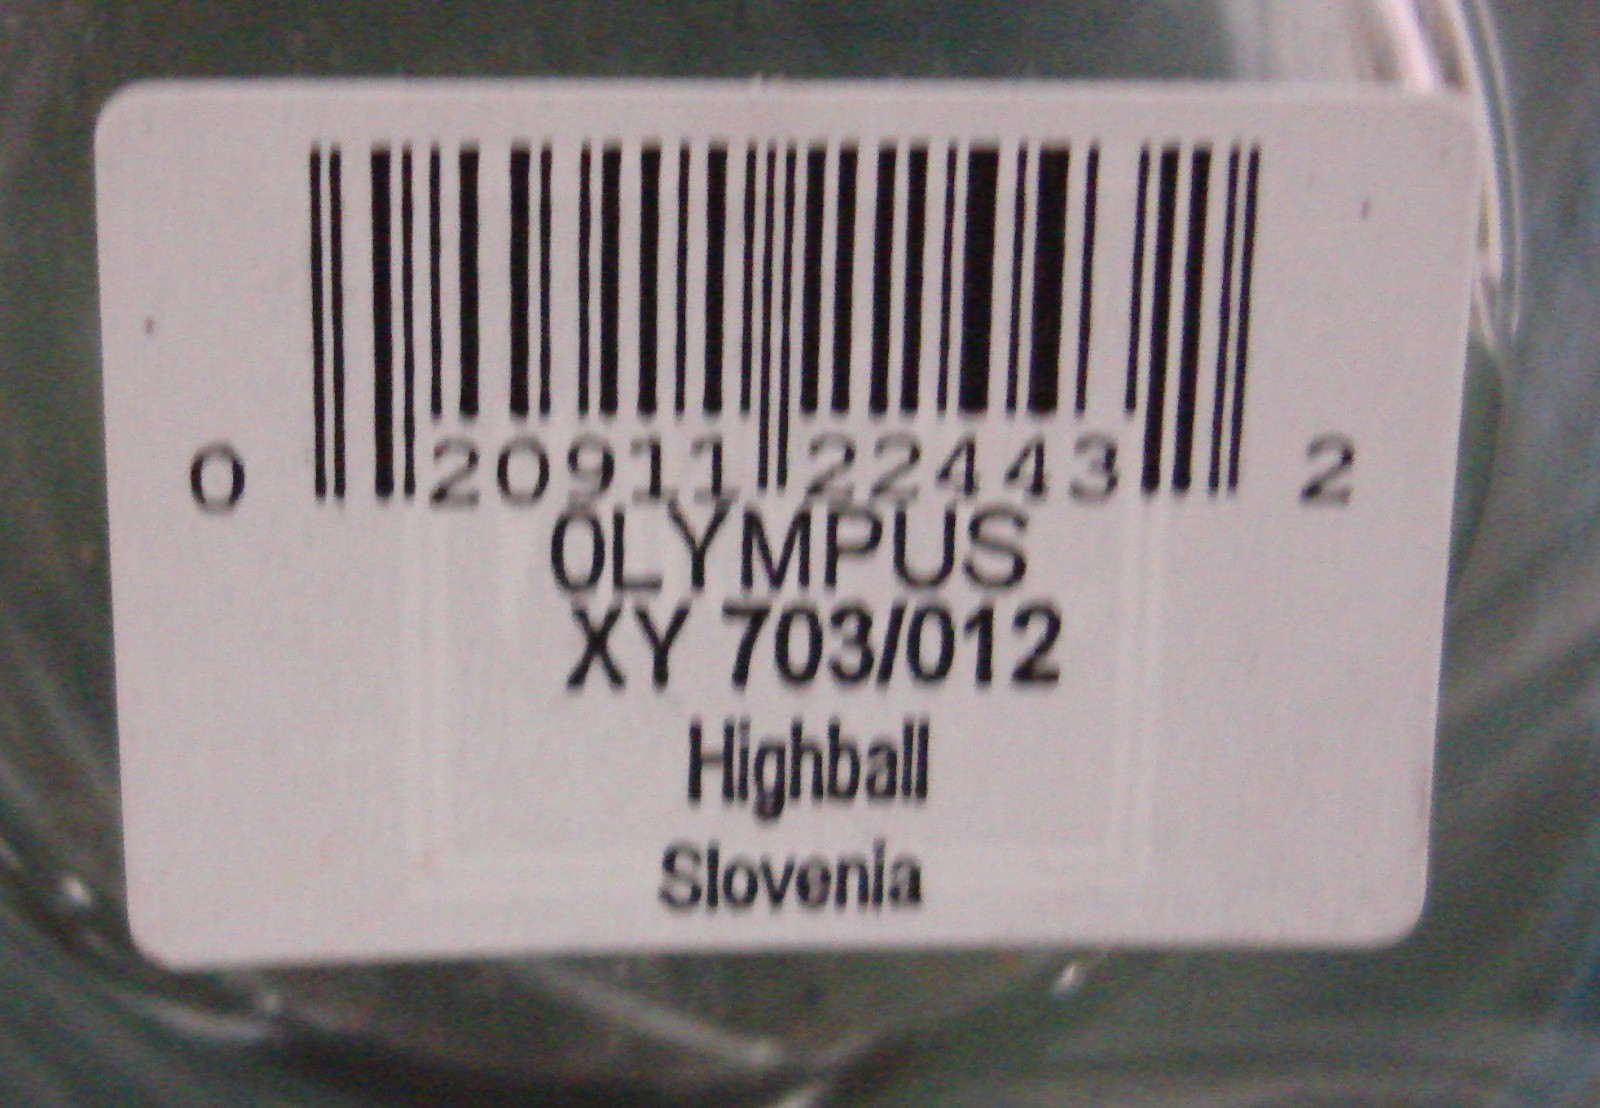 0 20911 22443 2
OLYMPUS
XY 703/012
Highball
Slovenia